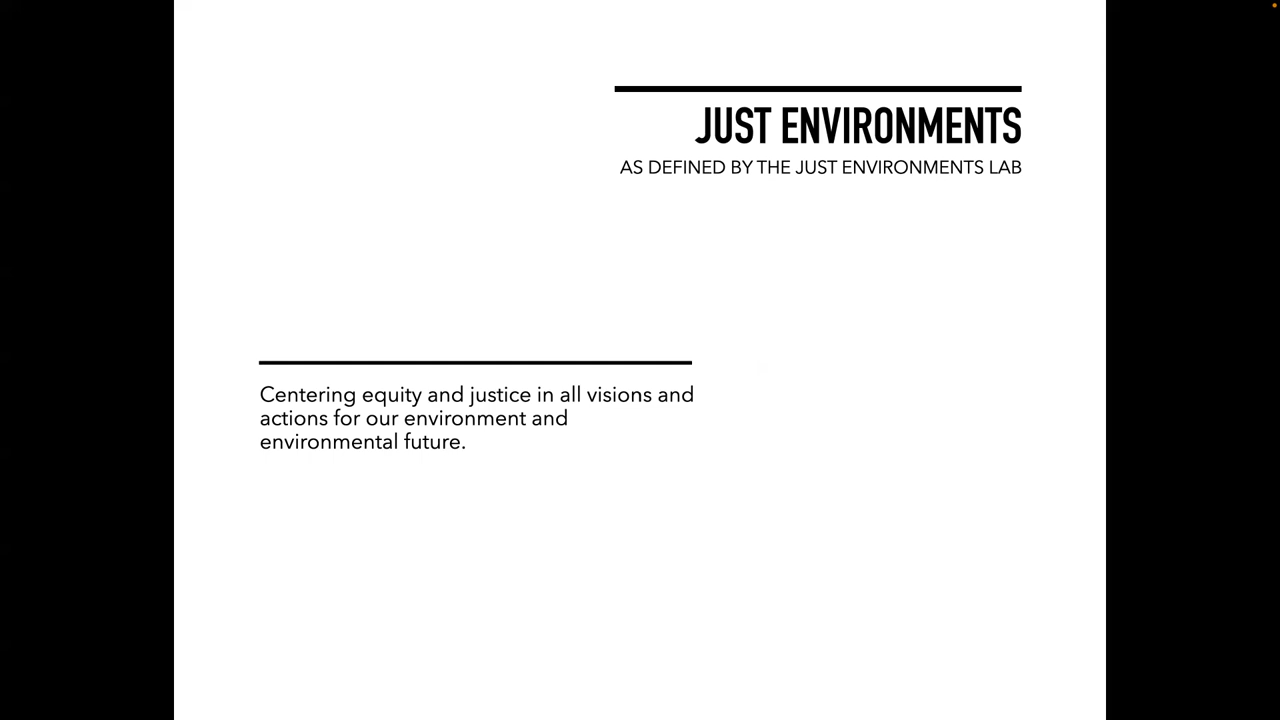 JUST ENVIRONMENTS
AS DEFINED BY THE JUST ENVIRONMENTS LAB
Centering equity and justice in all visions and
actions for our environment and
environmental future.